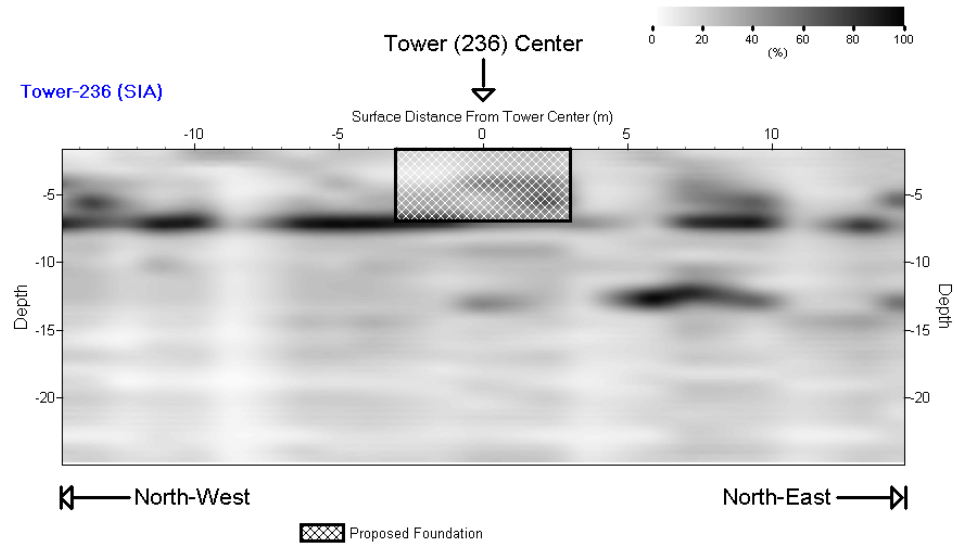 0 20 40 60 80 100
(%)
Tower (236) Center
Tower-236 (SIA)
Surface Distance From Tower Center (m)
-10 -5 0 5 10
-5 -5
-10 -10
Depth Depth
-15 -15
-20 -20
North-West North-East
Proposed Foundation